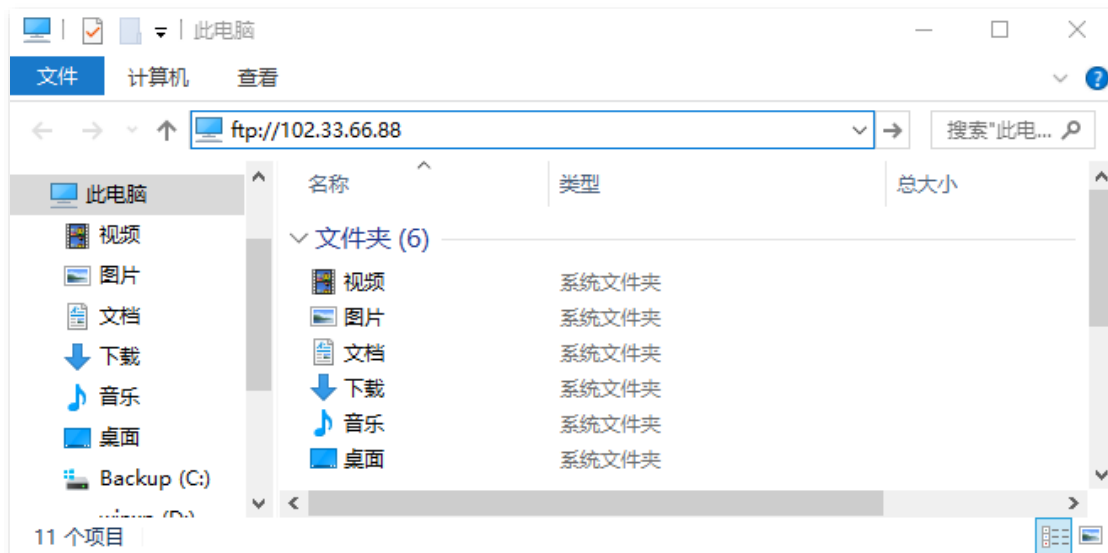 此电脑
文件 计算机 查看
ftp://102.33.66.88 搜索"此电...
此电脑 名称 类型 总大小
视频 文件夹 (6)
图片 视频 系统文件夹
文档 图片 系统文件夹
下载 文档 系统文件夹
音乐 下载 系统文件夹
桌面 音乐 系统文件夹
Backup (C:) 桌面 系统文件夹
11 个项目